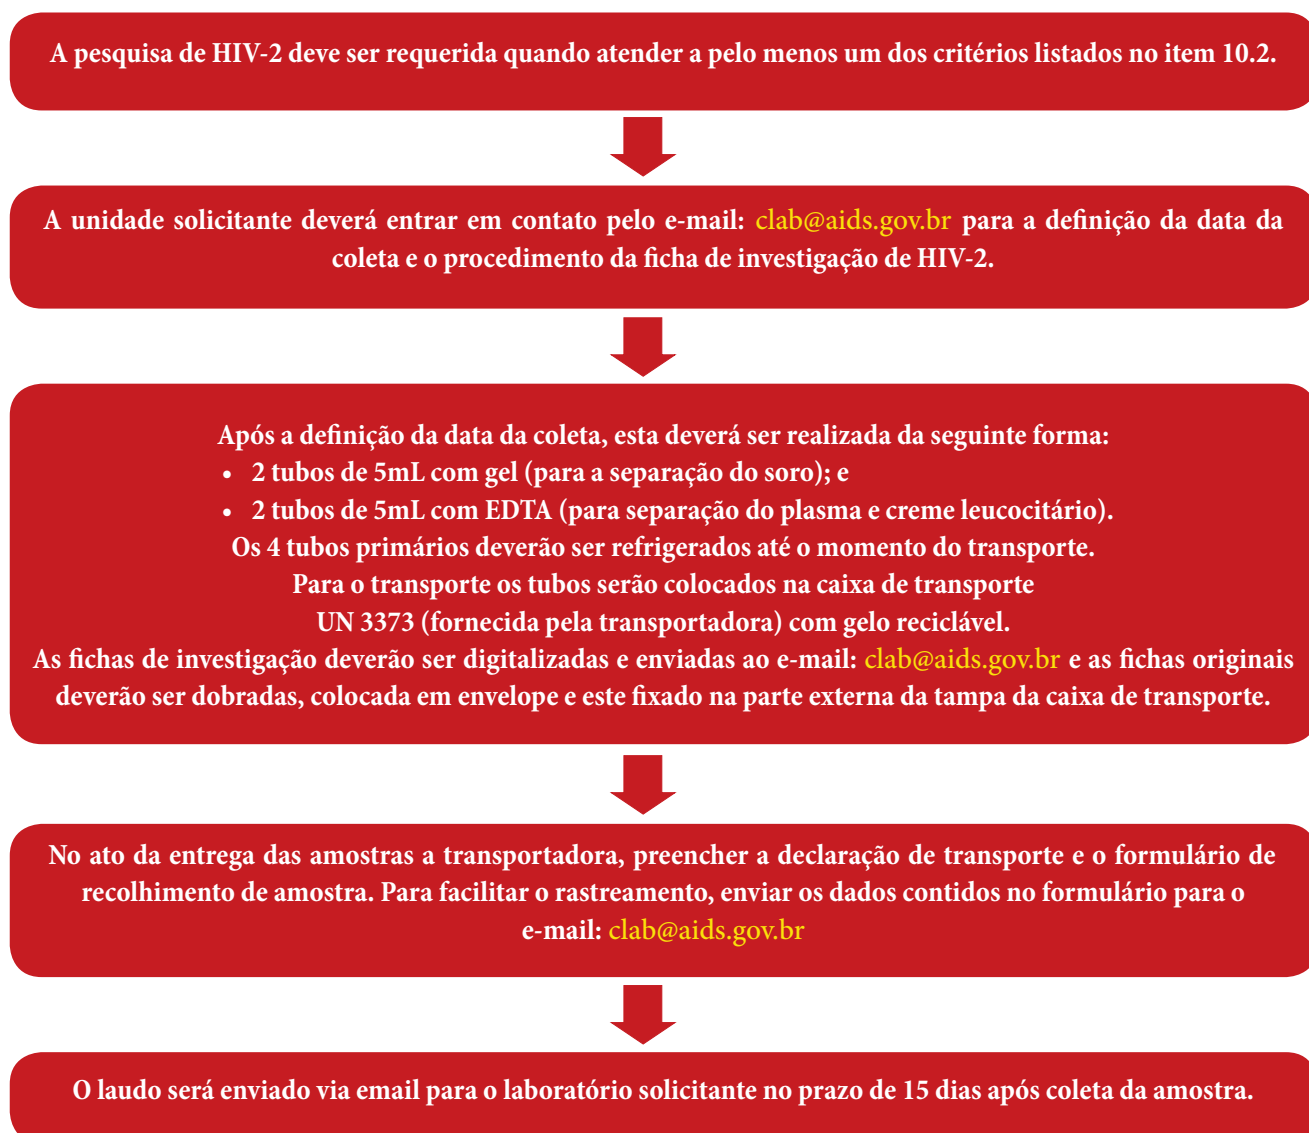 A pesquisa de HIV-2 deve ser requerida quando atender a pelo menos um dos critérios listados no item 10.2.
A unidade solicitante deverá entrar em contato pelo e-mail: clab@aids.gov.br para a definição da data da
coleta e o procedimento da ficha de investigação de HIV-2.
Após a definição da data da coleta, esta deverá ser realizada da seguinte forma:
• 2 tubos de 5mL com gel (para a separação do soro); e
• 2 tubos de 5mL com EDTA (para separação do plasma e creme leucocitário).
Os 4 tubos primários deverão ser refrigerados até o momento do transporte.
Para o transporte os tubos serão colocados na caixa de transporte
UN 3373 (fornecida pela transportadora) com gelo reciclável.
As fichas de investigação deverão ser digitalizadas e enviadas ao e-mail: clab@aids.gov.br e as fichas originais
deverão ser dobradas, colocada em envelope e este fixado na parte externa da tampa da caixa de transporte.
No ato da entrega das amostras a transportadora, preencher a declaração de transporte e o formulário de
recolhimento de amostra. Para facilitar o rastreamento, enviar os dados contidos no formulário para o
e-mail: clab@aids.gov.br
O laudo será enviado via email para o laboratório solicitante no prazo de 15 dias após coleta da amostra.